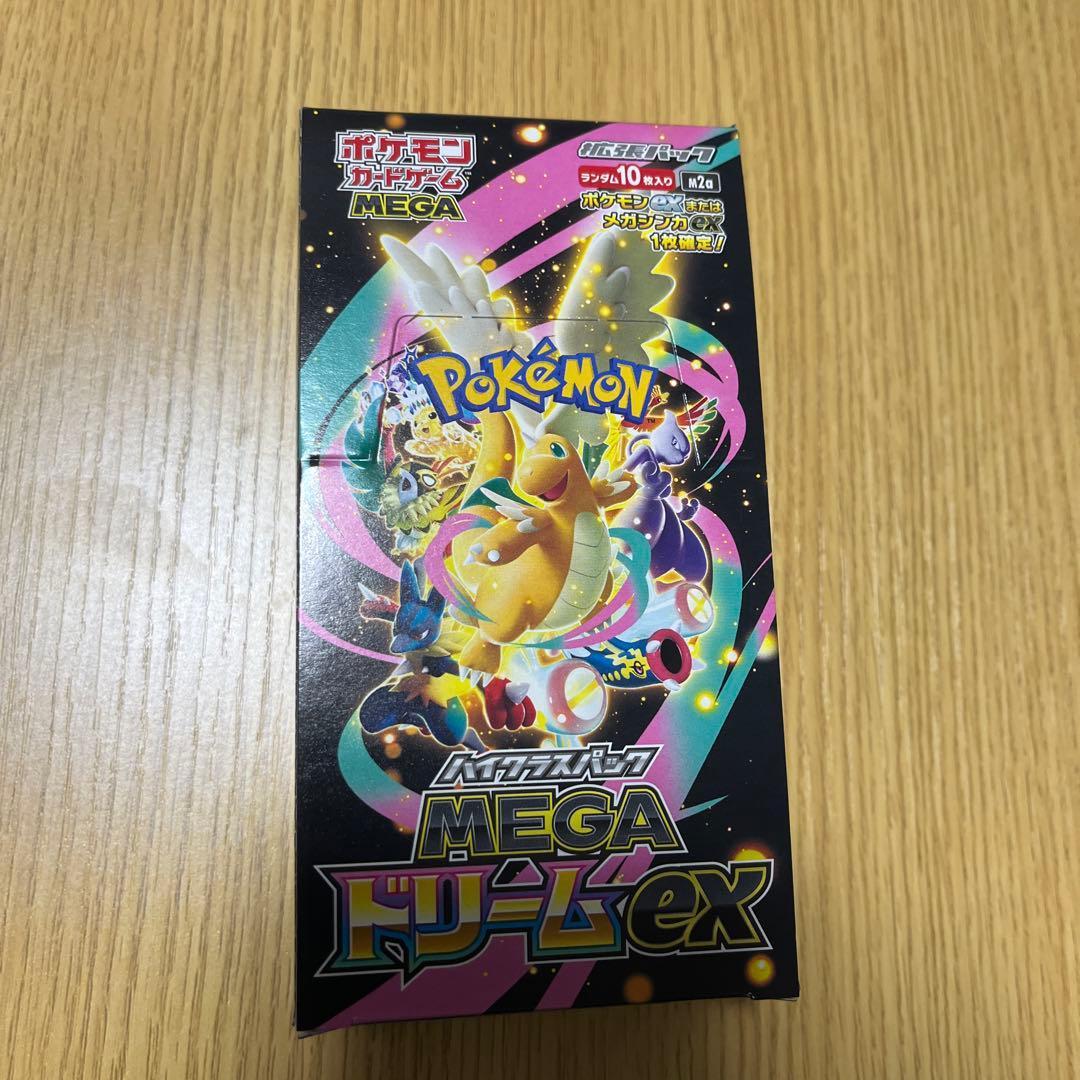 ポケモン
カードゲーム
MEGA
拡張パック
ランダム10枚入り M2a
ポケモンexまたは
メガシンカex
1枚確定!
POKéMON
ハイクラスパック
MEGA
ドリームex